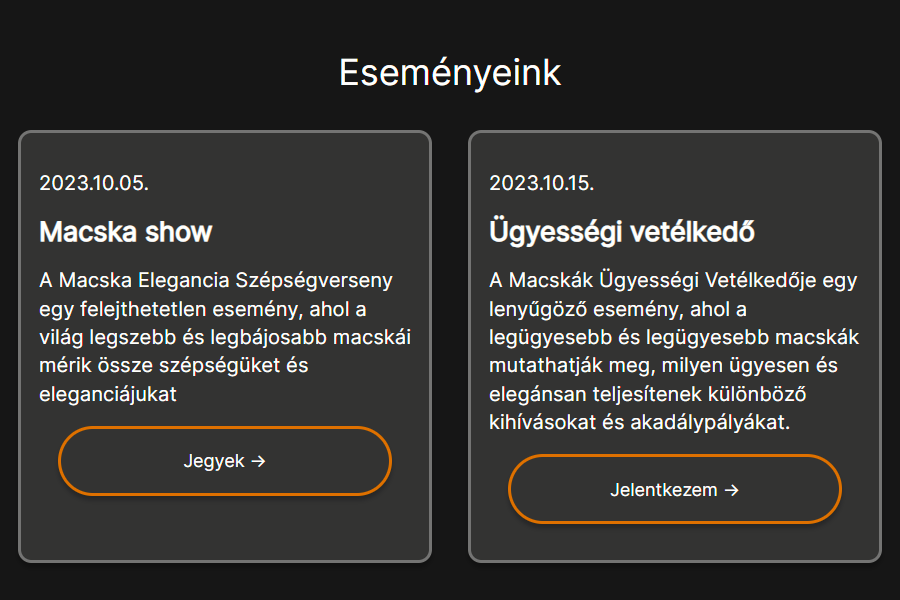 Eseményeink
2023.10.05.
Macska show
A Macska Elegancia Szépségverseny
egy felejthetetlen esemény, ahol a
világ legszebb és legbájosabb macskái
mérik össze szépségüket és
eleganciájukat
Jegyek →
2023.10.15.
Ügyességi vetélkedő
A Macskák Ügyességi Vetélkedője egy
lenyűgöző esemény, ahol a
legügyesebb és legügyesebb macskák
mutathatják meg, milyen ügyesen és
elegánsan teljesítenek különböző
kihívásokat és akadálypályákat.
Jelentkezem →